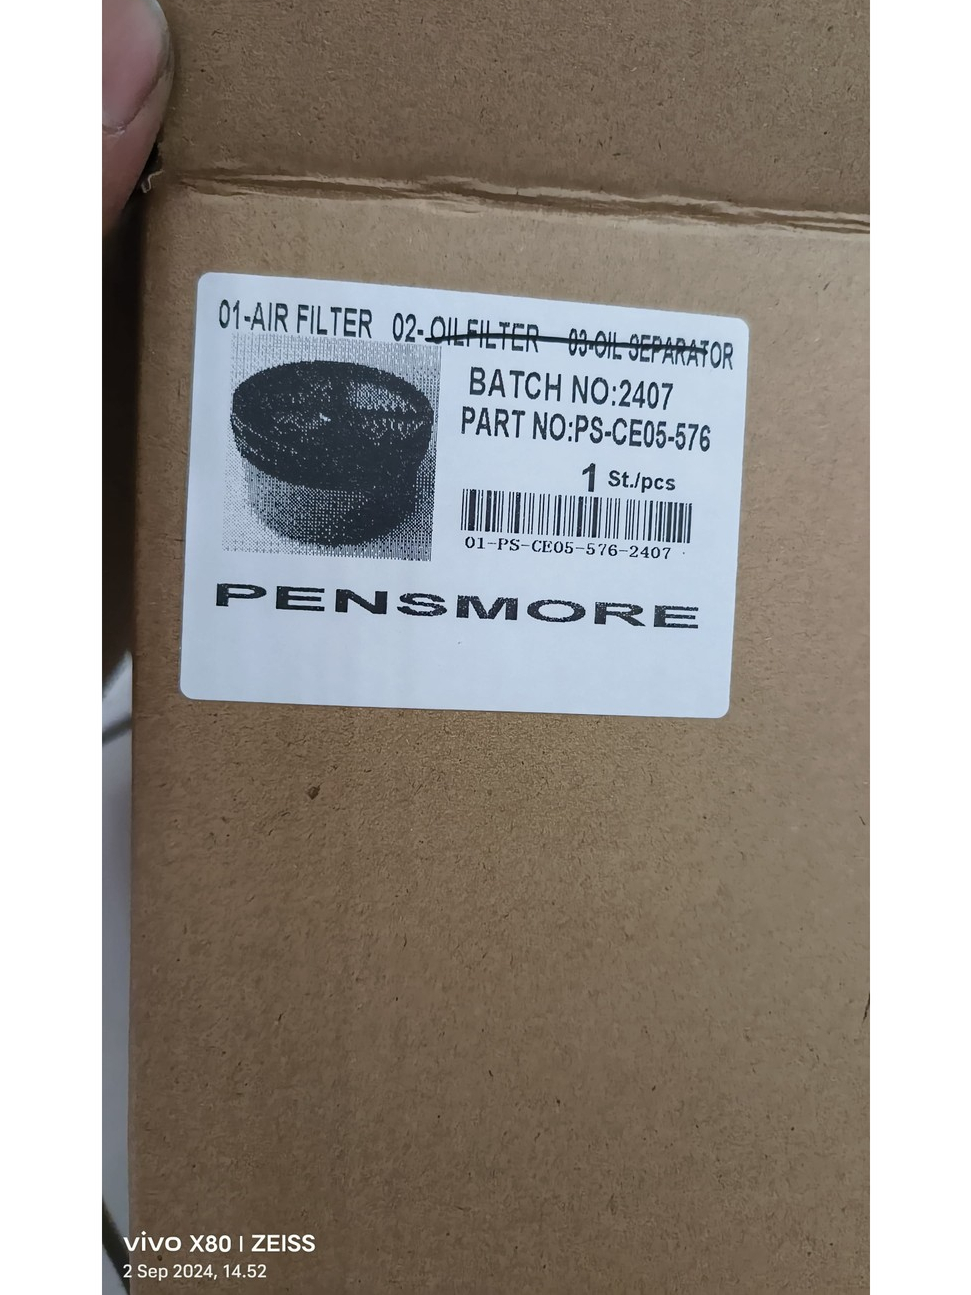 01-AIR FILTER 02-OILFILTER 03-OIL SEPARATOR
BATCH NO:2407
PART NO:PS-CE05-576
1 St./pcs
01-PS-CE05-576-2407
PENSMORE
vivo X80 | ZEISS
2 Sep 2024, 14.52